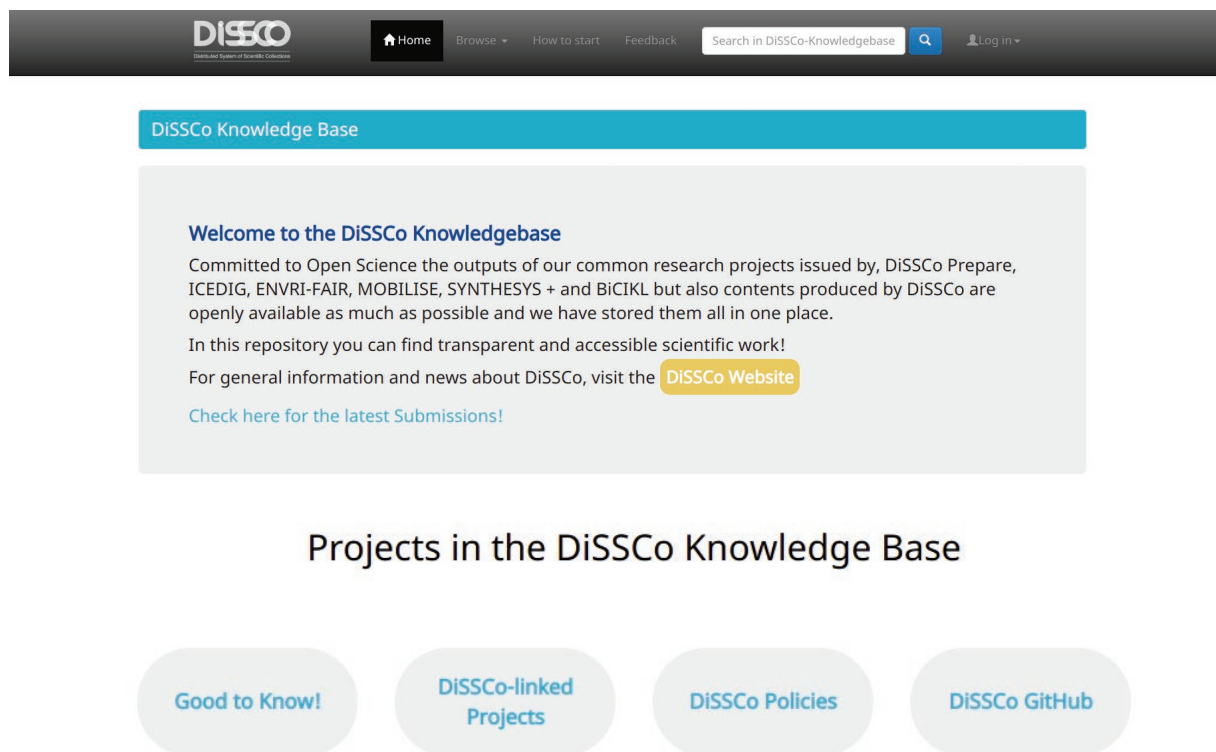 DiSSCo
Distributed System of Scientific Collections
Home Browse How to start Feedback Search in DiSSCo-Knowledgebase Log in
DiSSCo Knowledge Base
Welcome to the DiSSCo Knowledgebase
Committed to Open Science the outputs of our common research projects issued by, DiSSCo Prepare,
ICEDIG, ENVRI-FAIR, MOBILISE, SYNTHESYS + and BiCIKL but also contents produced by DiSSCo are
openly available as much as possible and we have stored them all in one place.
In this repository you can find transparent and accessible scientific work!
For general information and news about DiSSCo, visit the DiSSCo Website
Check here for the latest Submissions!
Projects in the DiSSCo Knowledge Base
Good to Know!
DiSSCo-linked
Projects
DiSSCo Policies
DiSSCo GitHub